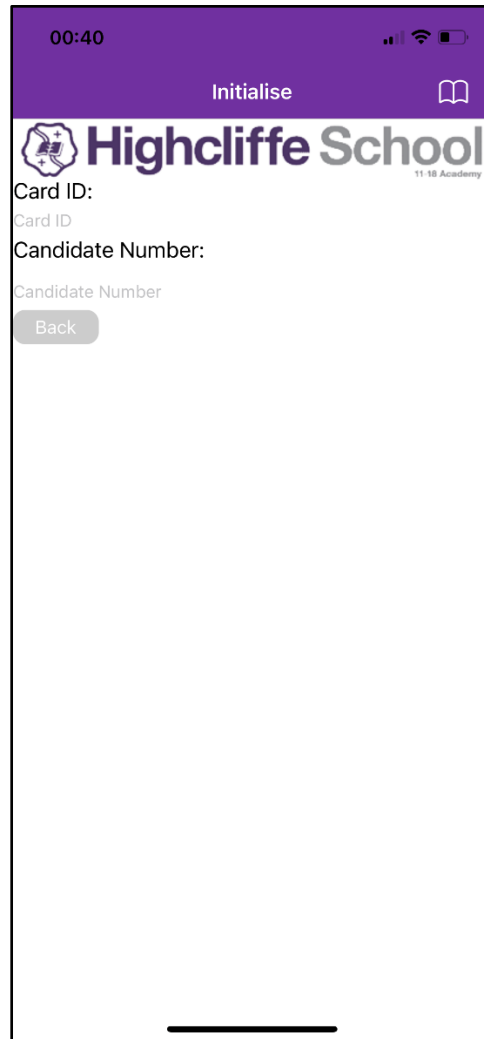 00:40
Initialise
Highcliffe School
11-18 Academy
Card ID:
Card ID
Candidate Number:
Candidate Number
Back